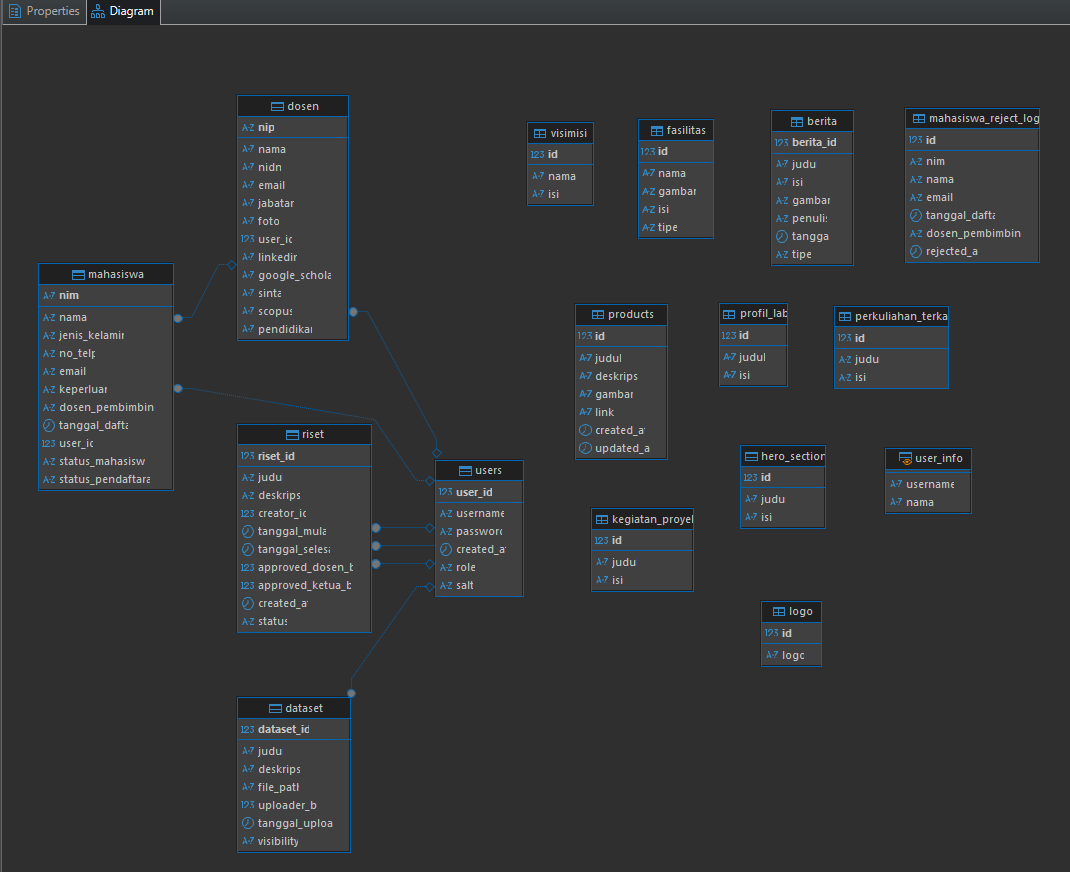 Properties
Diagram
dosen
nip
nama
nidn
email
jabatar
foto
user_ic
linkedir
google_schola
sinta
scopus
pendidikar
mahasiswa
nim
nama
jenis_kelamir
no_telp
email
keperluar
dosen_pembimbin
tanggal_dafta
user_ic
status_mahasisw
status_pendaftara
riset
riset_id
judu
deskrips
creator_ic
tanggal_mula
tanggal_selesa
approved_dosen_b
approved_ketua_b
created_a
status
users
user_id
username
password
created_a
role
salt
dataset
dataset_id
judu
deskrips
file_path
uploader_b
tanggal_uploa
visibility
visimisi
id
nama
isi
fasilitas
id
nama
gambar
isi
tipe
berita
berita_id
judu
isi
gambar
penulis
tangga
tipe
mahasiswa_reject_log
id
nim
nama
email
tanggal_dafta
dosen_pembimbin
rejected_a
products
id
judul
deskrips
gambar
link
created_a
updated_a
profil_lab
id
judul
isi
perkuliahan_terka
id
judu
isi
hero_section
id
judu
isi
user_info
username
nama
kegiatan_proyel
id
judu
isi
logo
id
logo